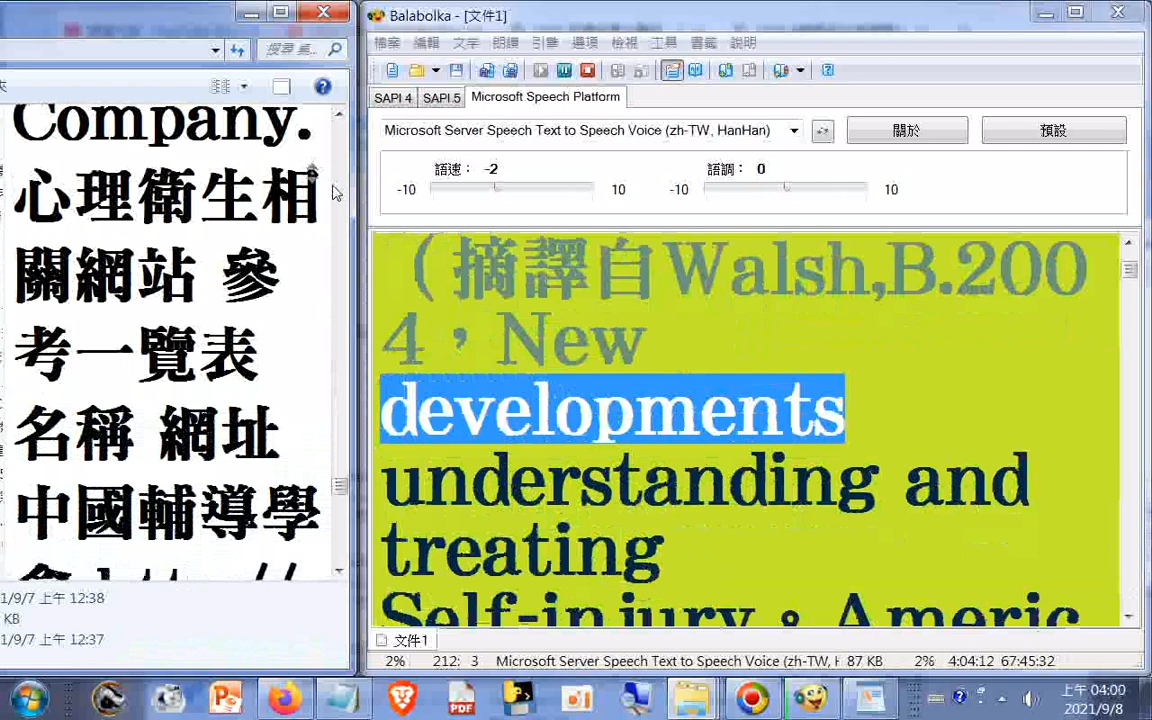 搜尋
Company.
心理衛生相
關網站 參
考一覽表
名稱 網址
中國輔導學
會 http://
1/9/7 上午 12:38
KB
1/9/7 上午 12:37
Balabolka - [文件1]
檔案 編輯 文字 朗讀 引擎 選項 檢視 工具 書籤 說明
SAPI 4 SAPI 5 Microsoft Speech Platform
Microsoft Server Speech Text to Speech Voice (zh-TW, HanHan) 關於 預設
語速： -2 語調： 0
-10 10 -10 10
（摘譯自Walsh,B.200
4，New
developments
understanding and
treating
Self-injury。Americ
文件1
2% 212: 3 Microsoft Server Speech Text to Speech Voice (zh-TW, H 87 KB 2% 4:04:12 67:45:32
PDF
上午 04:00
2021/9/8